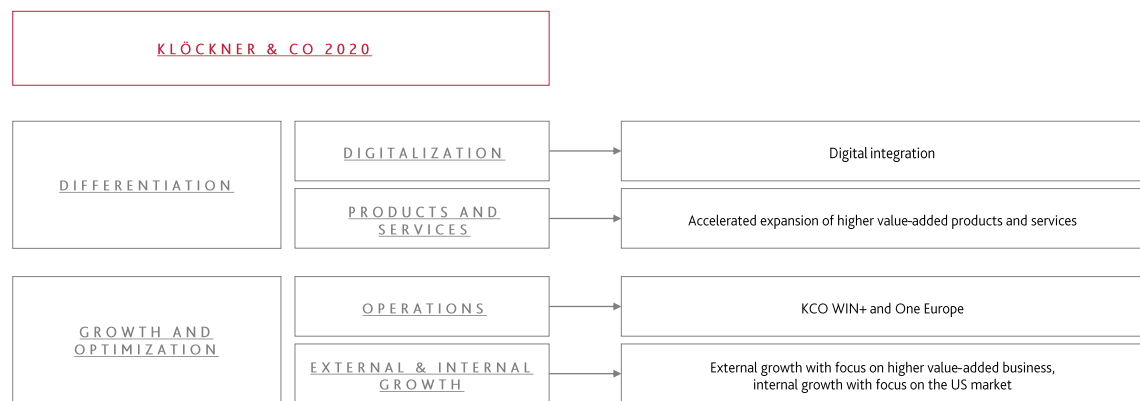 KLÖCKNER & CO 2020
DIFFERENTIATION
DIGITALIZATION
Digital integration
PRODUCTS AND
SERVICES
Accelerated expansion of higher value-added products and services
GROWTH AND
OPTIMIZATION
OPERATIONS
KCO WIN+ and One Europe
EXTERNAL & INTERNAL
GROWTH
External growth with focus on higher value-added business,
internal growth with focus on the US market